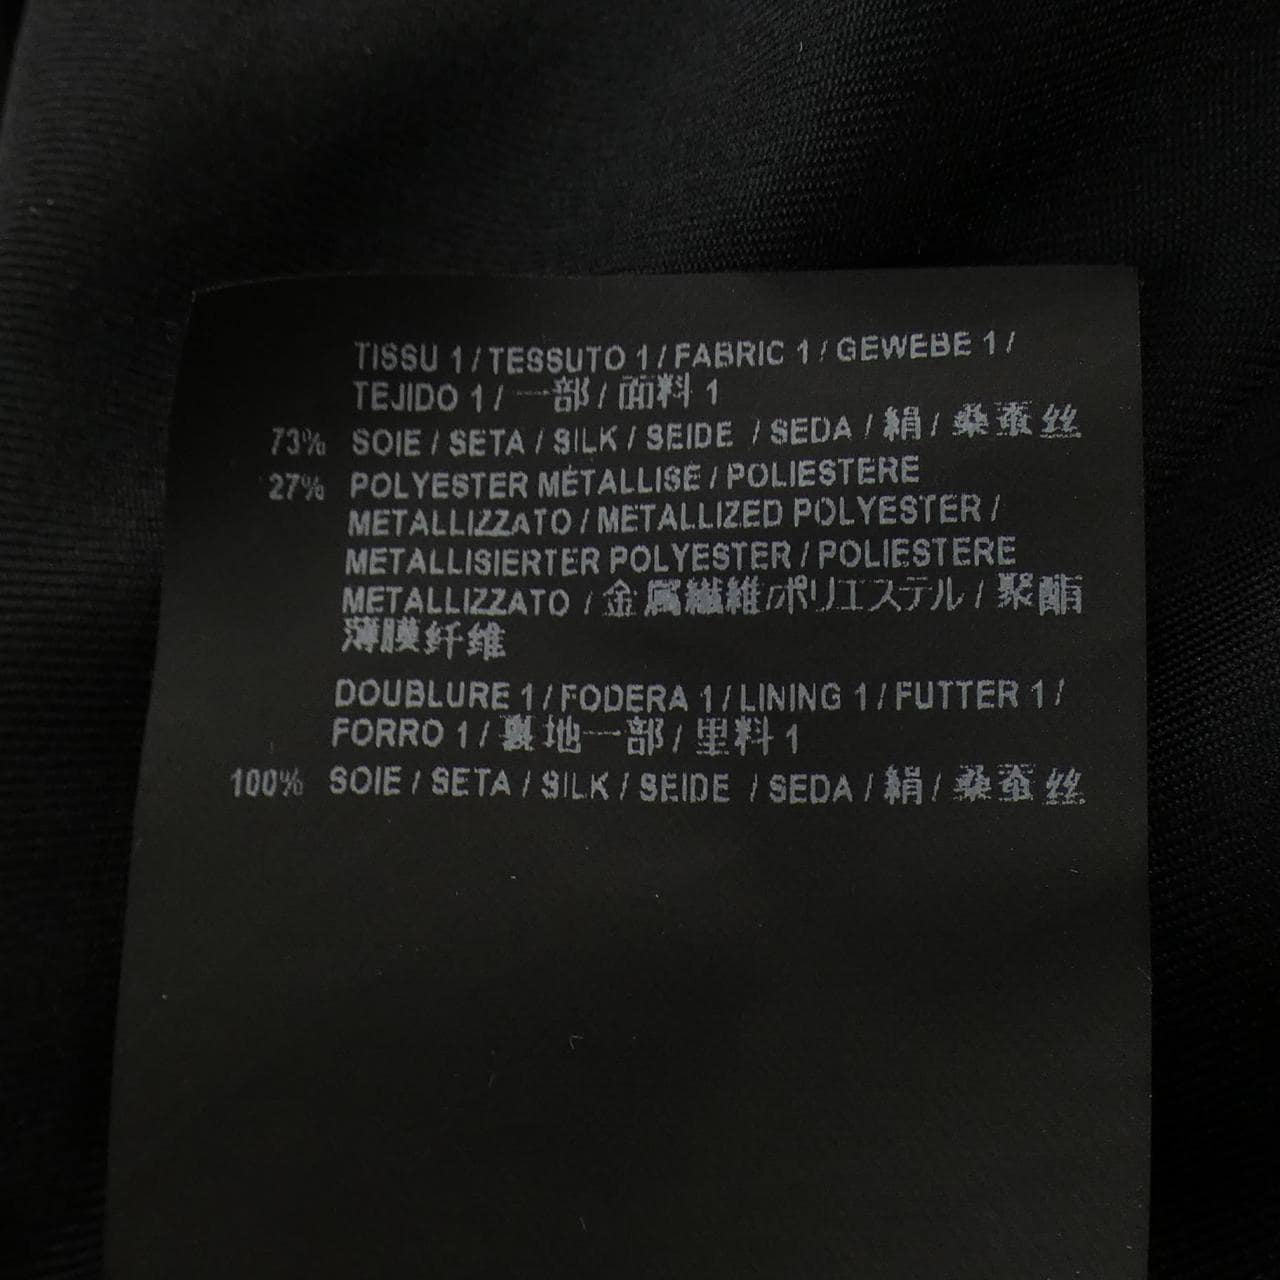 TISSU 1 / TESSUTO 1 / FABRIC 1 / GEWEBE 1 /
TEJIDO 1 / 一部 / 面料 1
73% SOIE / SETA / SILK / SEIDE / SEDA / 絹 / 桑蚕丝
27% POLYESTER MÉTALLISÉ / POLIESTERE
METALLIZZATO / METALLIZED POLYESTER /
METALLISIERTER POLYESTER / POLIESTERE
METALLIZZATO / 金属繊維/ポリエステル / 聚酯
薄膜纤维
DOUBLURE 1 / FODERA 1 / LINING 1 / FUTTER 1 /
FORRO 1 / 裏地一部 / 里料 1
100% SOIE / SETA / SILK / SEIDE / SEDA / 絹 / 桑蚕丝